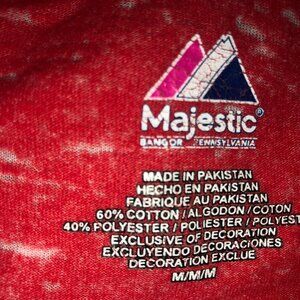 Majestic®
BANGOR, PENNSYLVANIA
MADE IN PAKISTAN
HECHO EN PAKISTAN
FABRIQUE AU PAKISTAN
60% COTTON / ALGODON / COTON
40% POLYESTER / POLIESTER / POLYEST
EXCLUSIVE OF DECORATION
EXCLUYENDO DECORACIONES
DECORATION EXCLUE
M/M/M